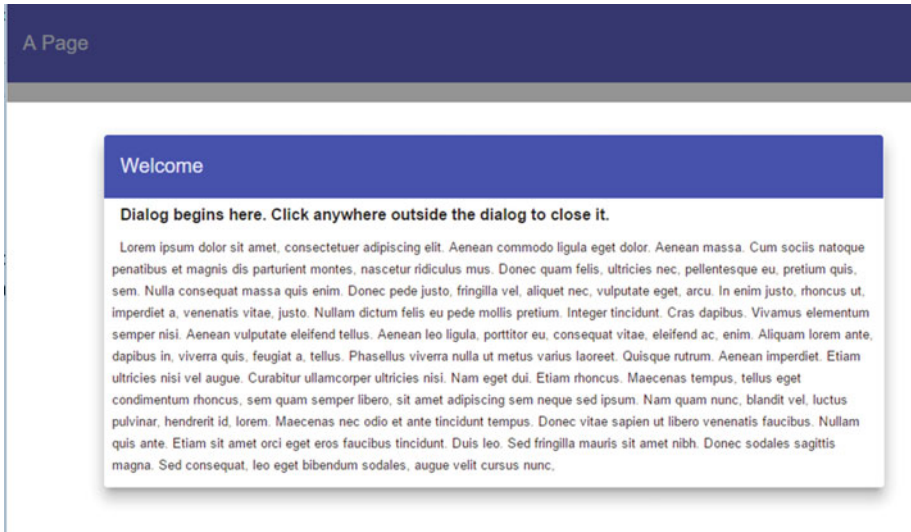 A Page
Welcome
Dialog begins here. Click anywhere outside the dialog to close it.
Lorem ipsum dolor sit amet, consectetuer adipiscing elit. Aenean commodo ligula eget dolor. Aenean massa. Cum sociis natoque
penatibus et magnis dis parturient montes, nascetur ridiculus mus. Donec quam felis, ultricies nec, pellentesque eu, pretium quis,
sem. Nulla consequat massa quis enim. Donec pede justo, fringilla vel, aliquet nec, vulputate eget, arcu. In enim justo, rhoncus ut,
imperdiet a, venenatis vitae, justo. Nullam dictum felis eu pede mollis pretium. Integer tincidunt. Cras dapibus. Vivamus elementum
semper nisi. Aenean vulputate eleifend tellus. Aenean leo ligula, porttitor eu, consequat vitae, eleifend ac, enim. Aliquam lorem ante,
dapibus in, viverra quis, feugiat a, tellus. Phasellus viverra nulla ut metus varius laoreet. Quisque rutrum. Aenean imperdiet. Etiam
ultricies nisi vel augue. Curabitur ullamcorper ultricies nisi. Nam eget dui. Etiam rhoncus. Maecenas tempus, tellus eget
condimentum rhoncus, sem quam semper libero, sit amet adipiscing sem neque sed ipsum. Nam quam nunc, blandit vel, luctus
pulvinar, hendrerit id, lorem. Maecenas nec odio et ante tincidunt tempus. Donec vitae sapien ut libero venenatis faucibus. Nullam
quis ante. Etiam sit amet orci eget eros faucibus tincidunt. Duis leo. Sed fringilla mauris sit amet nibh. Donec sodales sagittis
magna. Sed consequat, leo eget bibendum sodales, augue velit cursus nunc,